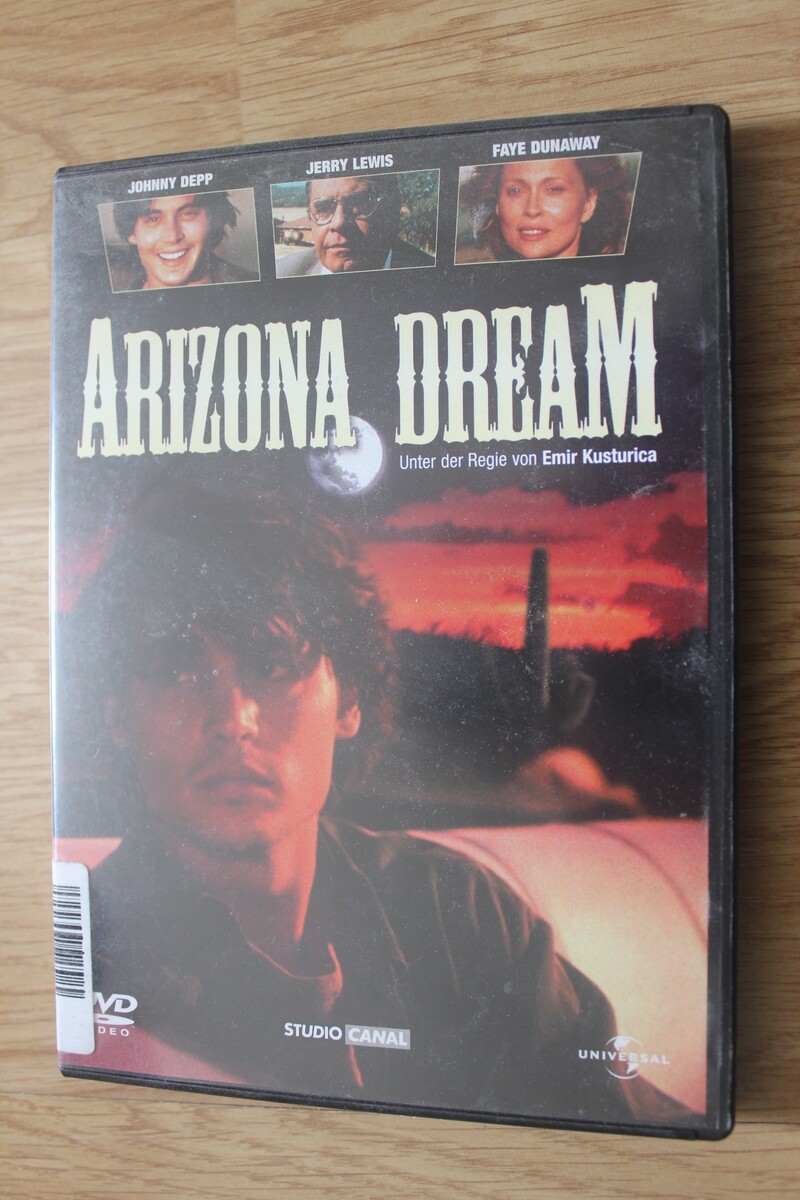 JOHNNY DEPP
JERRY LEWIS
FAYE DUNAWAY
ARIZONA DREAM
Unter der Regie von Emir Kusturica
STUDIO CANAL
UNIVERSAL